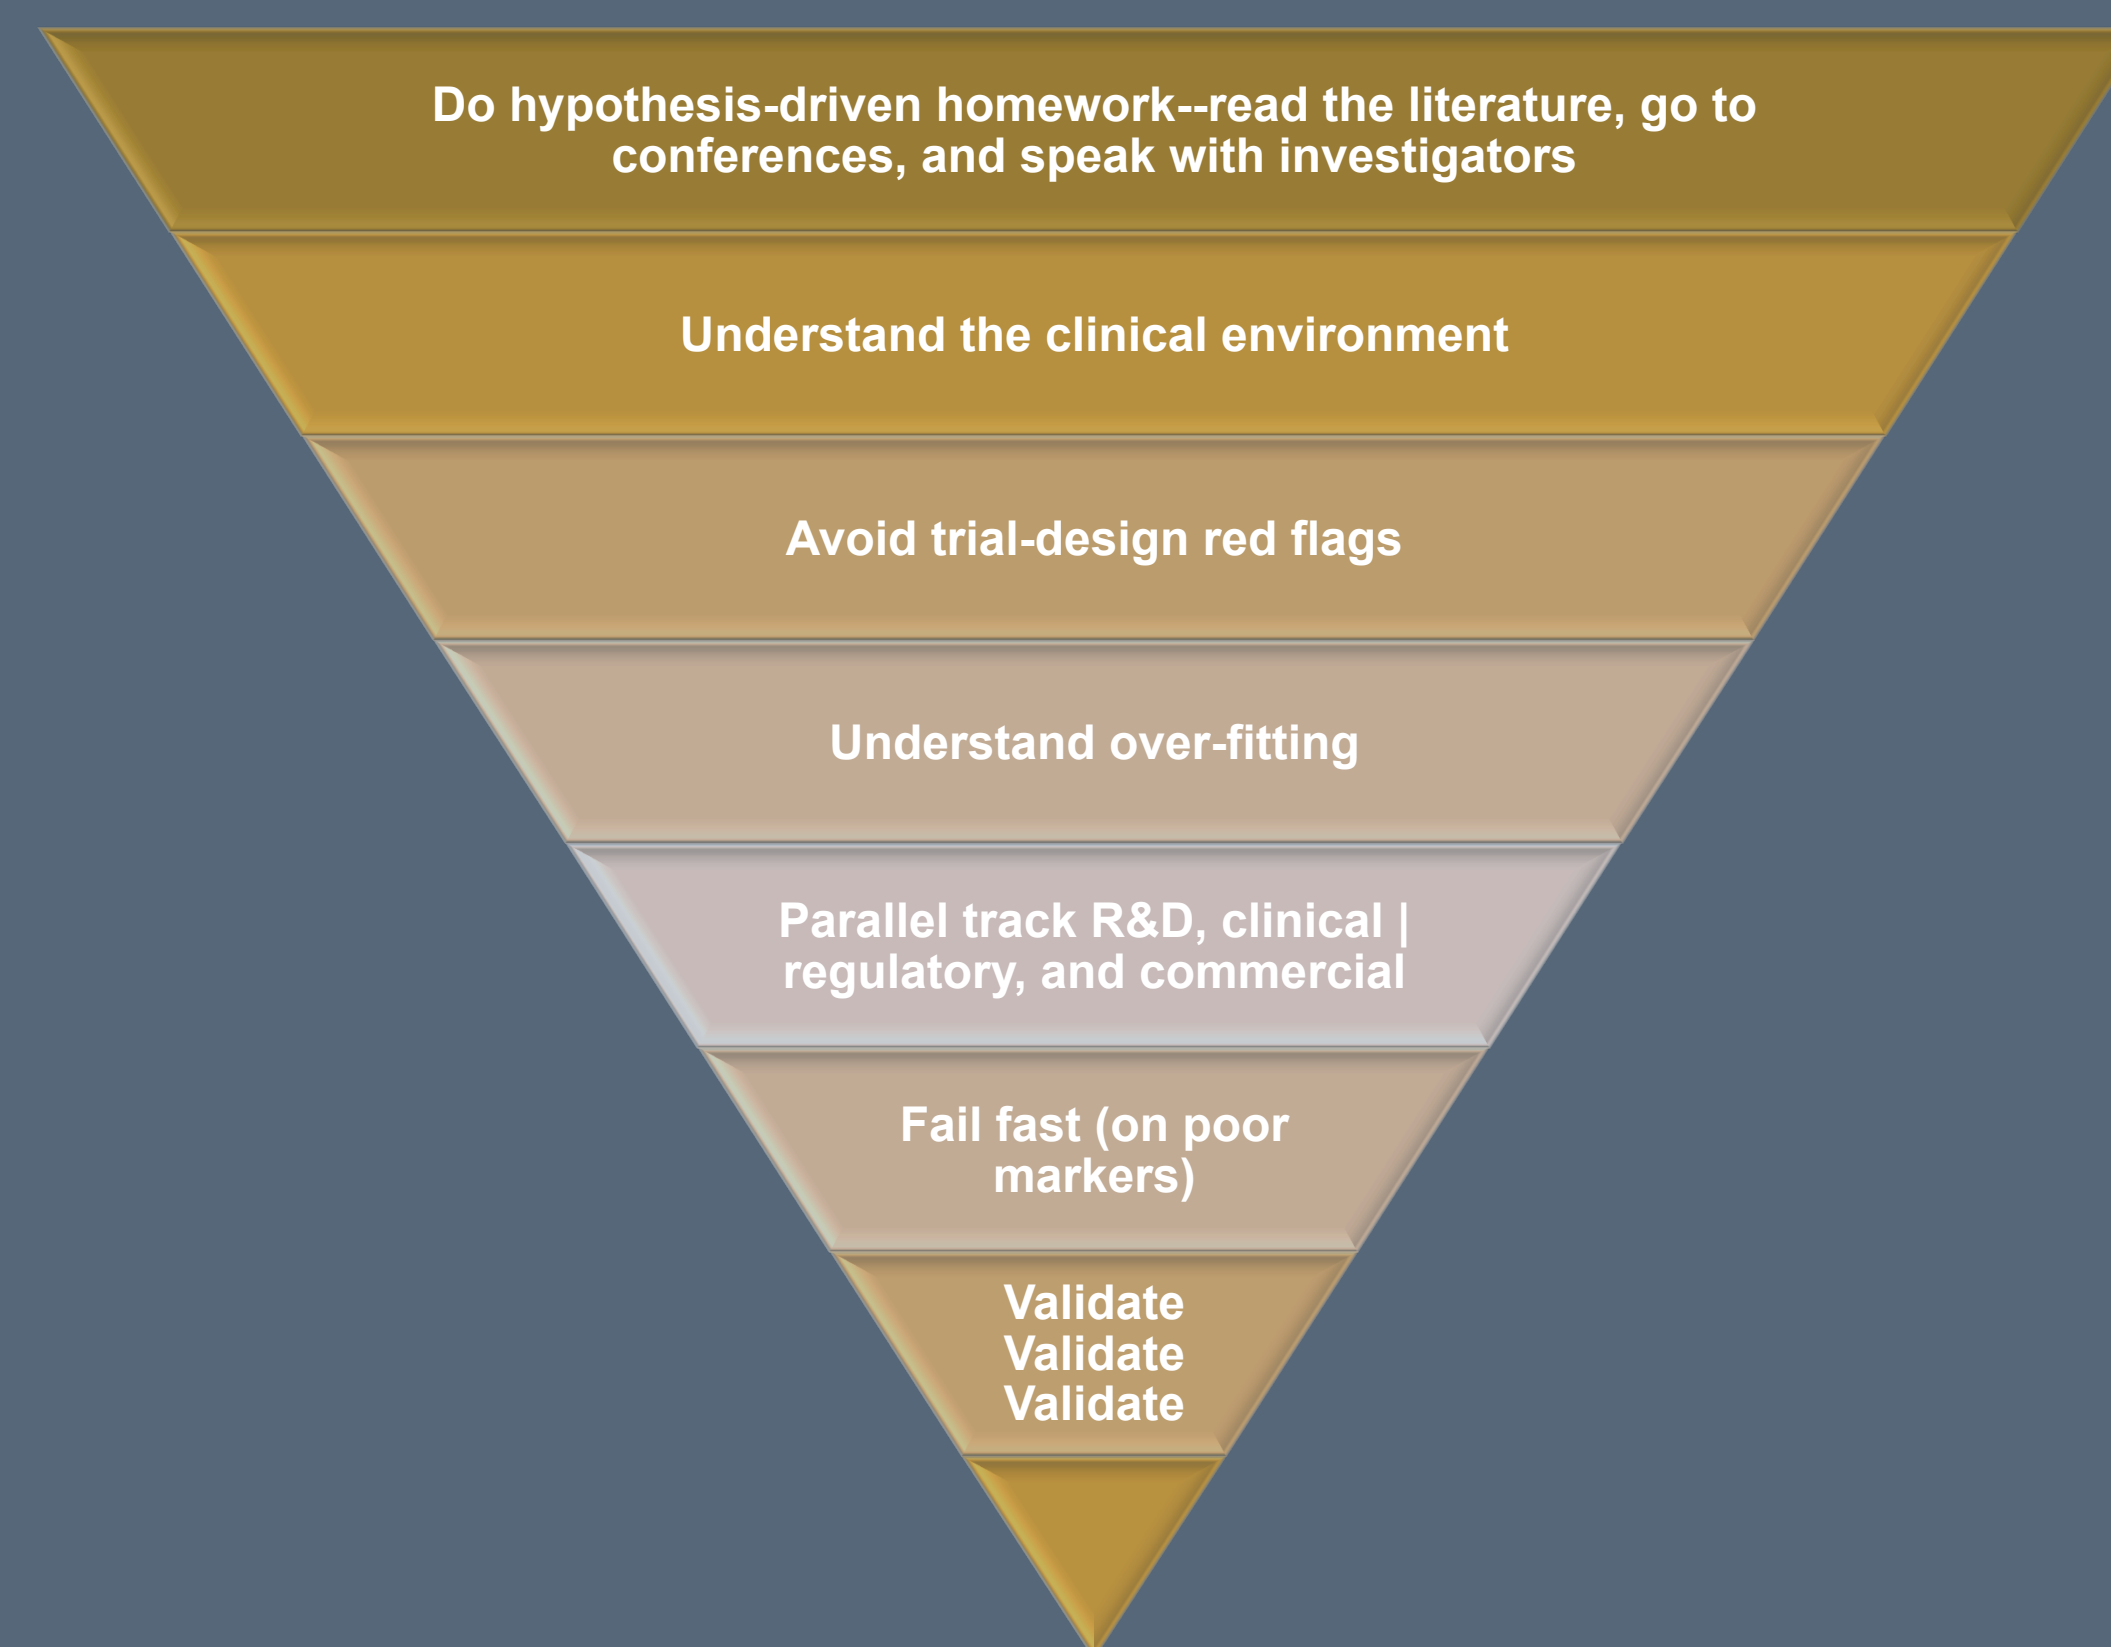 Do hypothesis-driven homework--read the literature, go to
conferences, and speak with investigators
Understand the clinical environment
Avoid trial-design red flags
Understand over-fitting
Parallel track R&D, clinical |
regulatory, and commercial
Fail fast (on poor
markers)
Validate
Validate
Validate